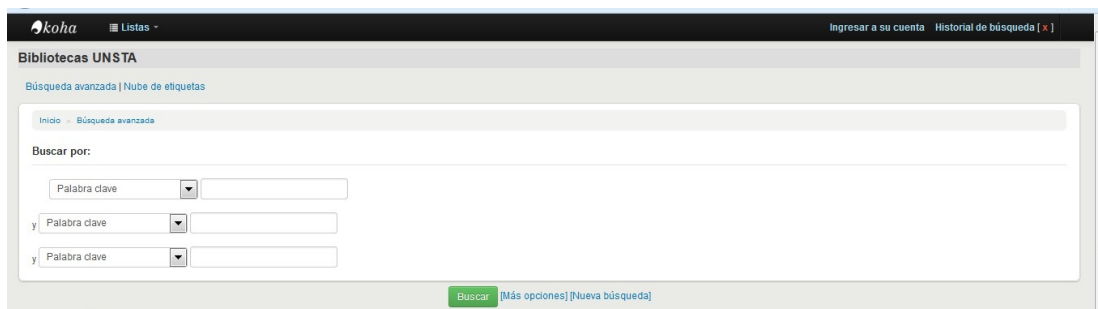 koha Listas Ingresar a su cuenta Historial de búsqueda [ x ]
Bibliotecas UNSTA
Búsqueda avanzada | Nube de etiquetas
Inicio » Búsqueda avanzada
Buscar por:
Palabra clave
y Palabra clave
y Palabra clave
Buscar [Más opciones] [Nueva búsqueda]